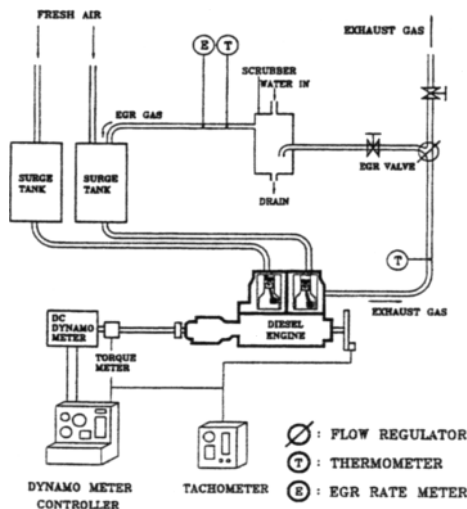 FRESH AIR
EXHAUST GAS
E
T
SCRUBBER
WATER IN
EGR GAS
EGR VALVE
SURGE
TANK
SURGE
TANK
DRAIN
T
EXHAUST GAS
DIESEL
ENGINE
DC
DYNAMO
METER
TORQUE
METER
DYNAMO METER
CONTROLLER
TACHOMETER
: FLOW REGULATOR
T : THERMOMETER
E : EGR RATE METER